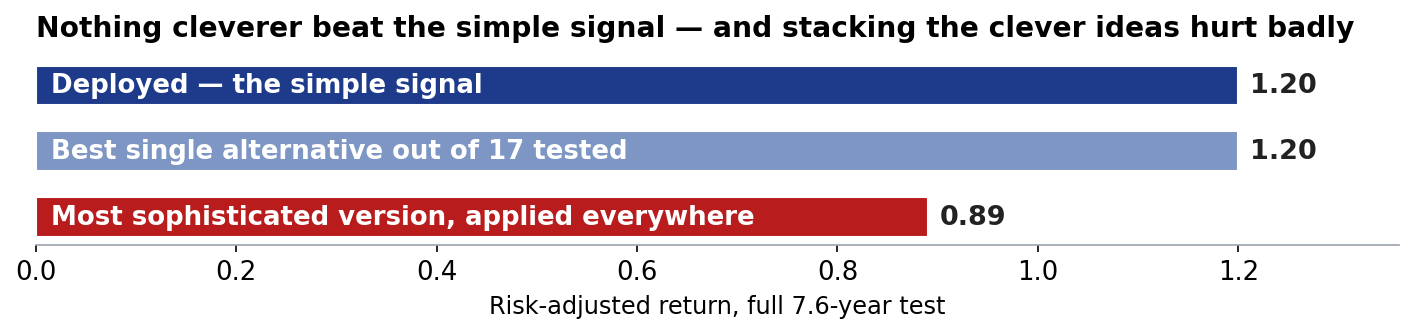 Nothing cleverer beat the simple signal — and stacking the clever ideas hurt badly
Deployed — the simple signal 1.20
Best single alternative out of 17 tested 1.20
Most sophisticated version, applied everywhere 0.89
0.0 0.2 0.4 0.6 0.8 1.0 1.2
Risk-adjusted return, full 7.6-year test